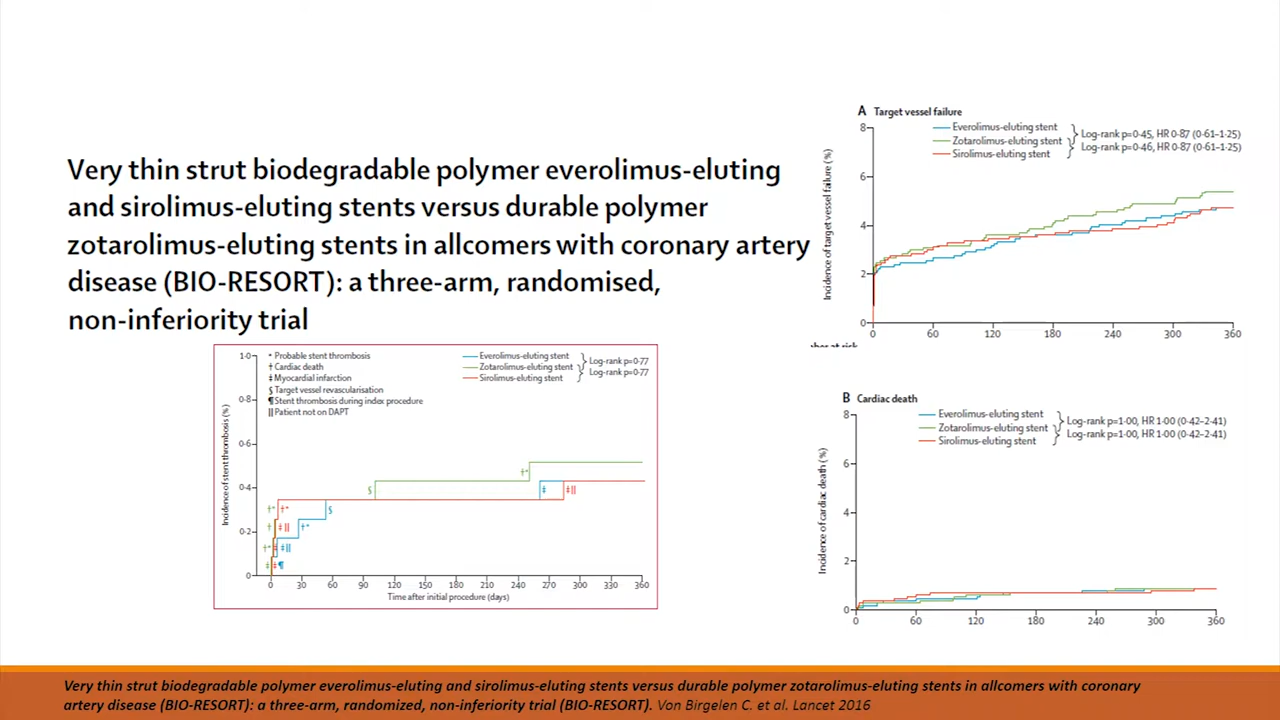 Very thin strut biodegradable polymer everolimus-eluting
and sirolimus-eluting stents versus durable polymer
zotarolimus-eluting stents in allcomers with coronary artery
disease (BIO-RESORT): a three-arm, randomised,
non-inferiority trial
Incidence of stent thrombosis (%)
1·0
0·8
0·6
0·4
0·2
0
* Probable stent thrombosis
† Cardiac death
‡ Myocardial infarction
§ Target vessel revascularisation
¶ Stent thrombosis during index procedure
|| Patient not on DAPT
Everolimus-eluting stent
Zotarolimus-eluting stent
Sirolimus-eluting stent
Log-rank p=0·77
Log-rank p=0·77
†*
†*
†
‡ ||
†*
‡
‡ ||
‡
‡
¶
†*
§
§
†*
‡
‡||
0 30 60 90 120 150 180 210 240 270 300 330 360
Time after initial procedure (days)
A Target vessel failure
Incidence of target vessel failure (%)
8
6
4
2
0
Everolimus-eluting stent
Zotarolimus-eluting stent
Sirolimus-eluting stent
Log-rank p=0·45, HR 0·87 (0·61–1·25)
Log-rank p=0·46, HR 0·87 (0·61–1·25)
0 60 120 180 240 300 360
B Cardiac death
Incidence of cardiac death (%)
8
6
4
2
0
Everolimus-eluting stent
Zotarolimus-eluting stent
Sirolimus-eluting stent
Log-rank p=1·00, HR 1·00 (0·42–2·41)
Log-rank p=1·00, HR 1·00 (0·42–2·41)
0 60 120 180 240 300 360
Very thin strut biodegradable polymer everolimus-eluting and sirolimus-eluting stents versus durable polymer zotarolimus-eluting stents in allcomers with coronary
artery disease (BIO-RESORT): a three-arm, randomized, non-inferiority trial (BIO-RESORT). Von Birgelen C. et al. Lancet 2016